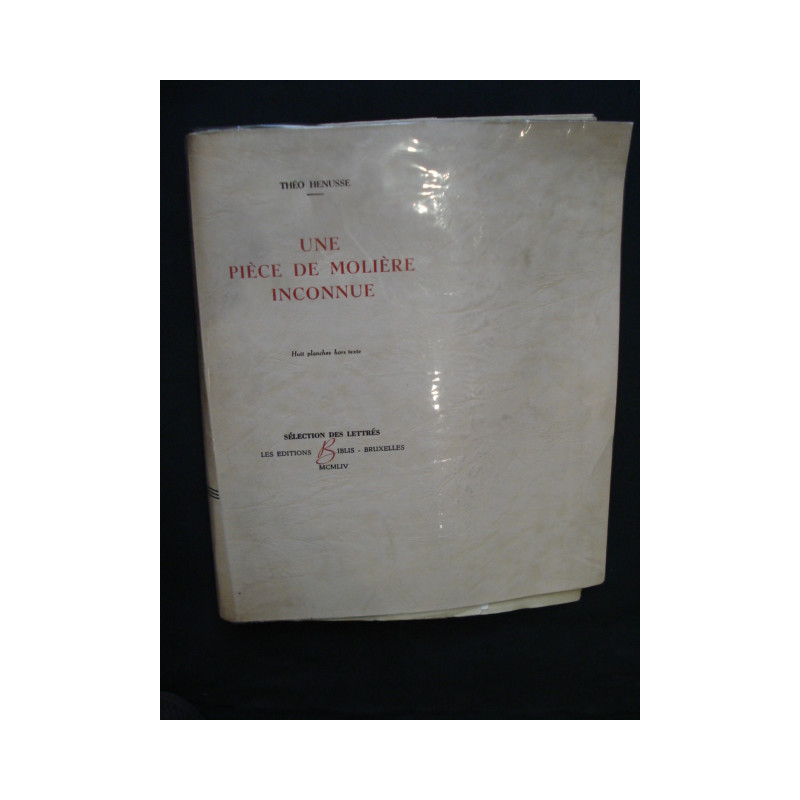 THÉO HENUSSE
UNE
PIÈCE DE MOLIÈRE
INCONNUE
Huit planches hors texte
SÉLECTION DES LETTRÉS
LES EDITIONS BIBLIS - BRUXELLES
MCMLIV